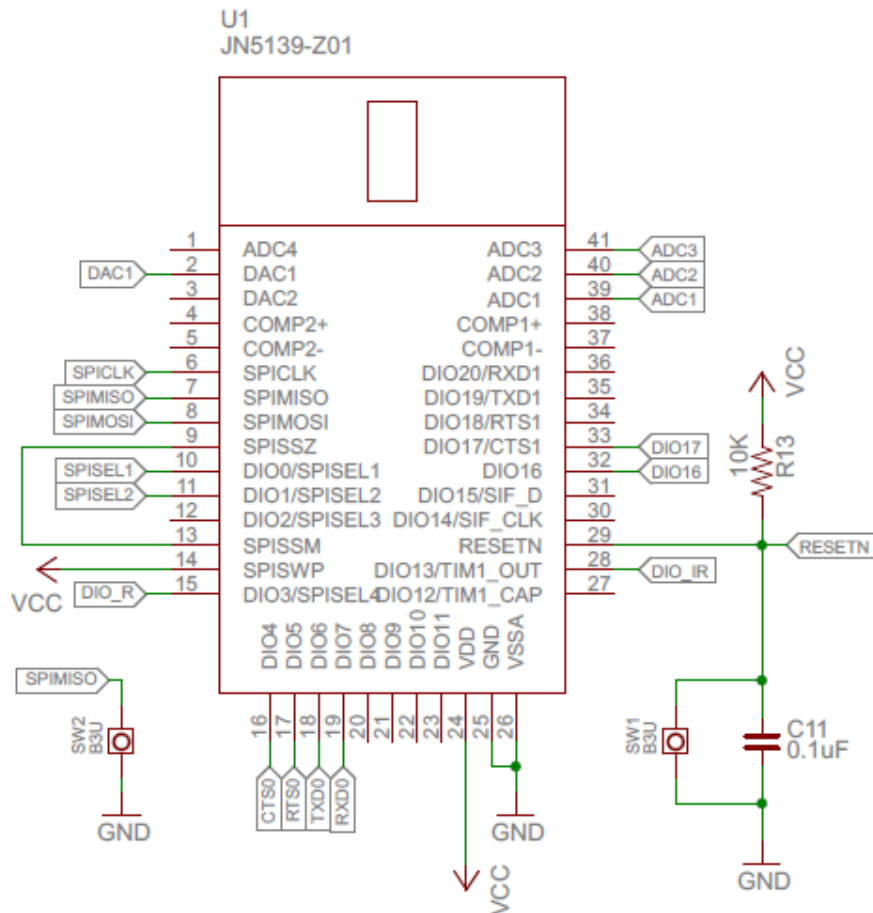 U1
JN5139-Z01
1 ADC4 ADC3 41 ADC3
DAC1 2 DAC1 ADC2 40 ADC2
3 DAC2 ADC1 39 ADC1
4 COMP2+ COMP1+ 38
5 COMP2- COMP1- 37
SPICLK 6 SPICLK DIO20/RXD1 36
SPIMISO 7 SPIMISO DIO19/TXD1 35
SPIMOSI 8 SPIMOSI DIO18/RTS1 34
9 SPISSZ DIO17/CTS1 33 DIO17
SPISEL1 10 DIO0/SPISEL1 DIO16 32 DIO16
SPISEL2 11 DIO1/SPISEL2 DIO15/SIF_D 31
12 DIO2/SPISEL3 DIO14/SIF_CLK 30
13 SPISSM RESETN 29 RESETN
14 SPISWP DIO13/TIM1_OUT 28 DIO_IR
DIO_R 15 DIO3/SPISEL4 DIO12/TIM1_CAP 27
VCC
VCC
10K
R13
DIO4 DIO5 DIO6 DIO7 DIO8 DIO9 DIO10 DIO11 VDD GND VSSA
16 17 18 19 20 21 22 23 24 25 26
CTS0 RTS0 TXD0 RXD0
SPIMISO
SW2
B3U
GND
VCC
GND
SW1
B3U
C11
0.1uF
GND